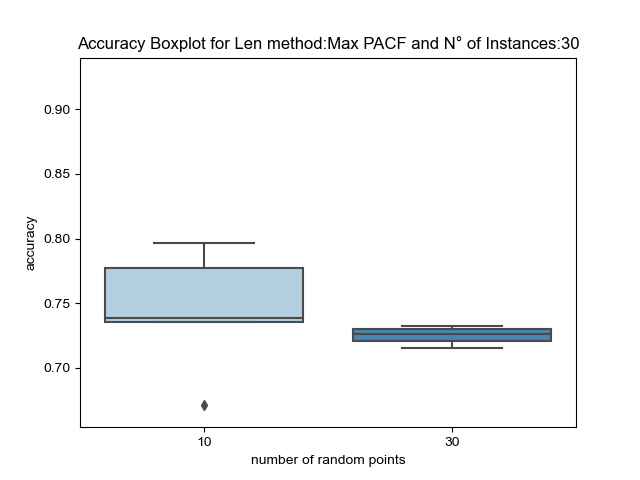 Accuracy Boxplot for Len method:Max PACF and N° of Instances:30
0.90
0.85
0.80
0.75
0.70
accuracy
10
30
number of random points